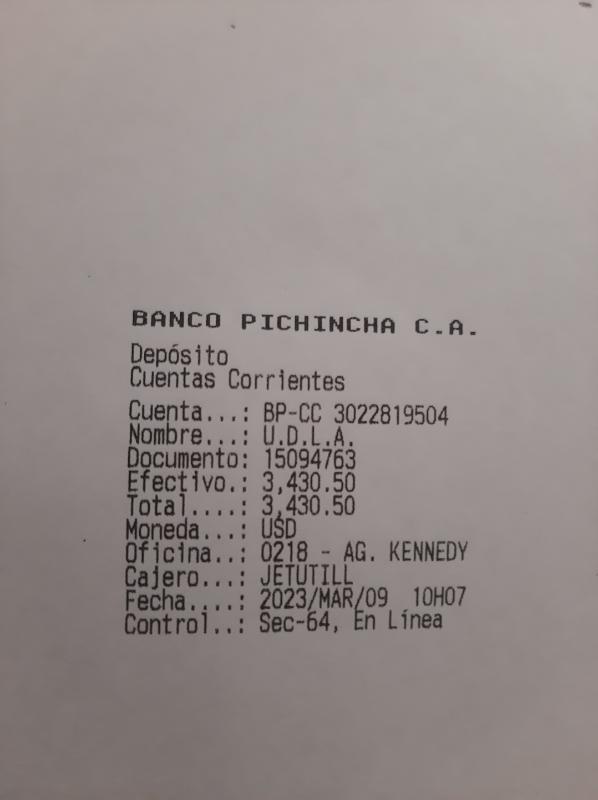 BANCO PICHINCHA C.A.
Depósito
Cuentas Corrientes
Cuenta...: BP-CC 3022819504
Nombre...: U.D.L.A.
Documento: 15094763
Efectivo.: 3,430.50
Total....: 3,430.50
Moneda...: USD
Oficina..: 0218 - AG. KENNEDY
Cajero...: JETUTILL
Fecha....: 2023/MAR/09 10H07
Control..: Sec-64, En Línea